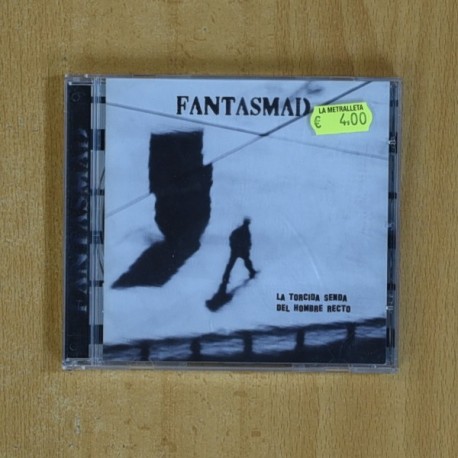 FANTASMAD
LA METRALLETA
€ 4,00
LA TORCIDA SENDA
DEL HOMBRE RECTO
FANTASMAD